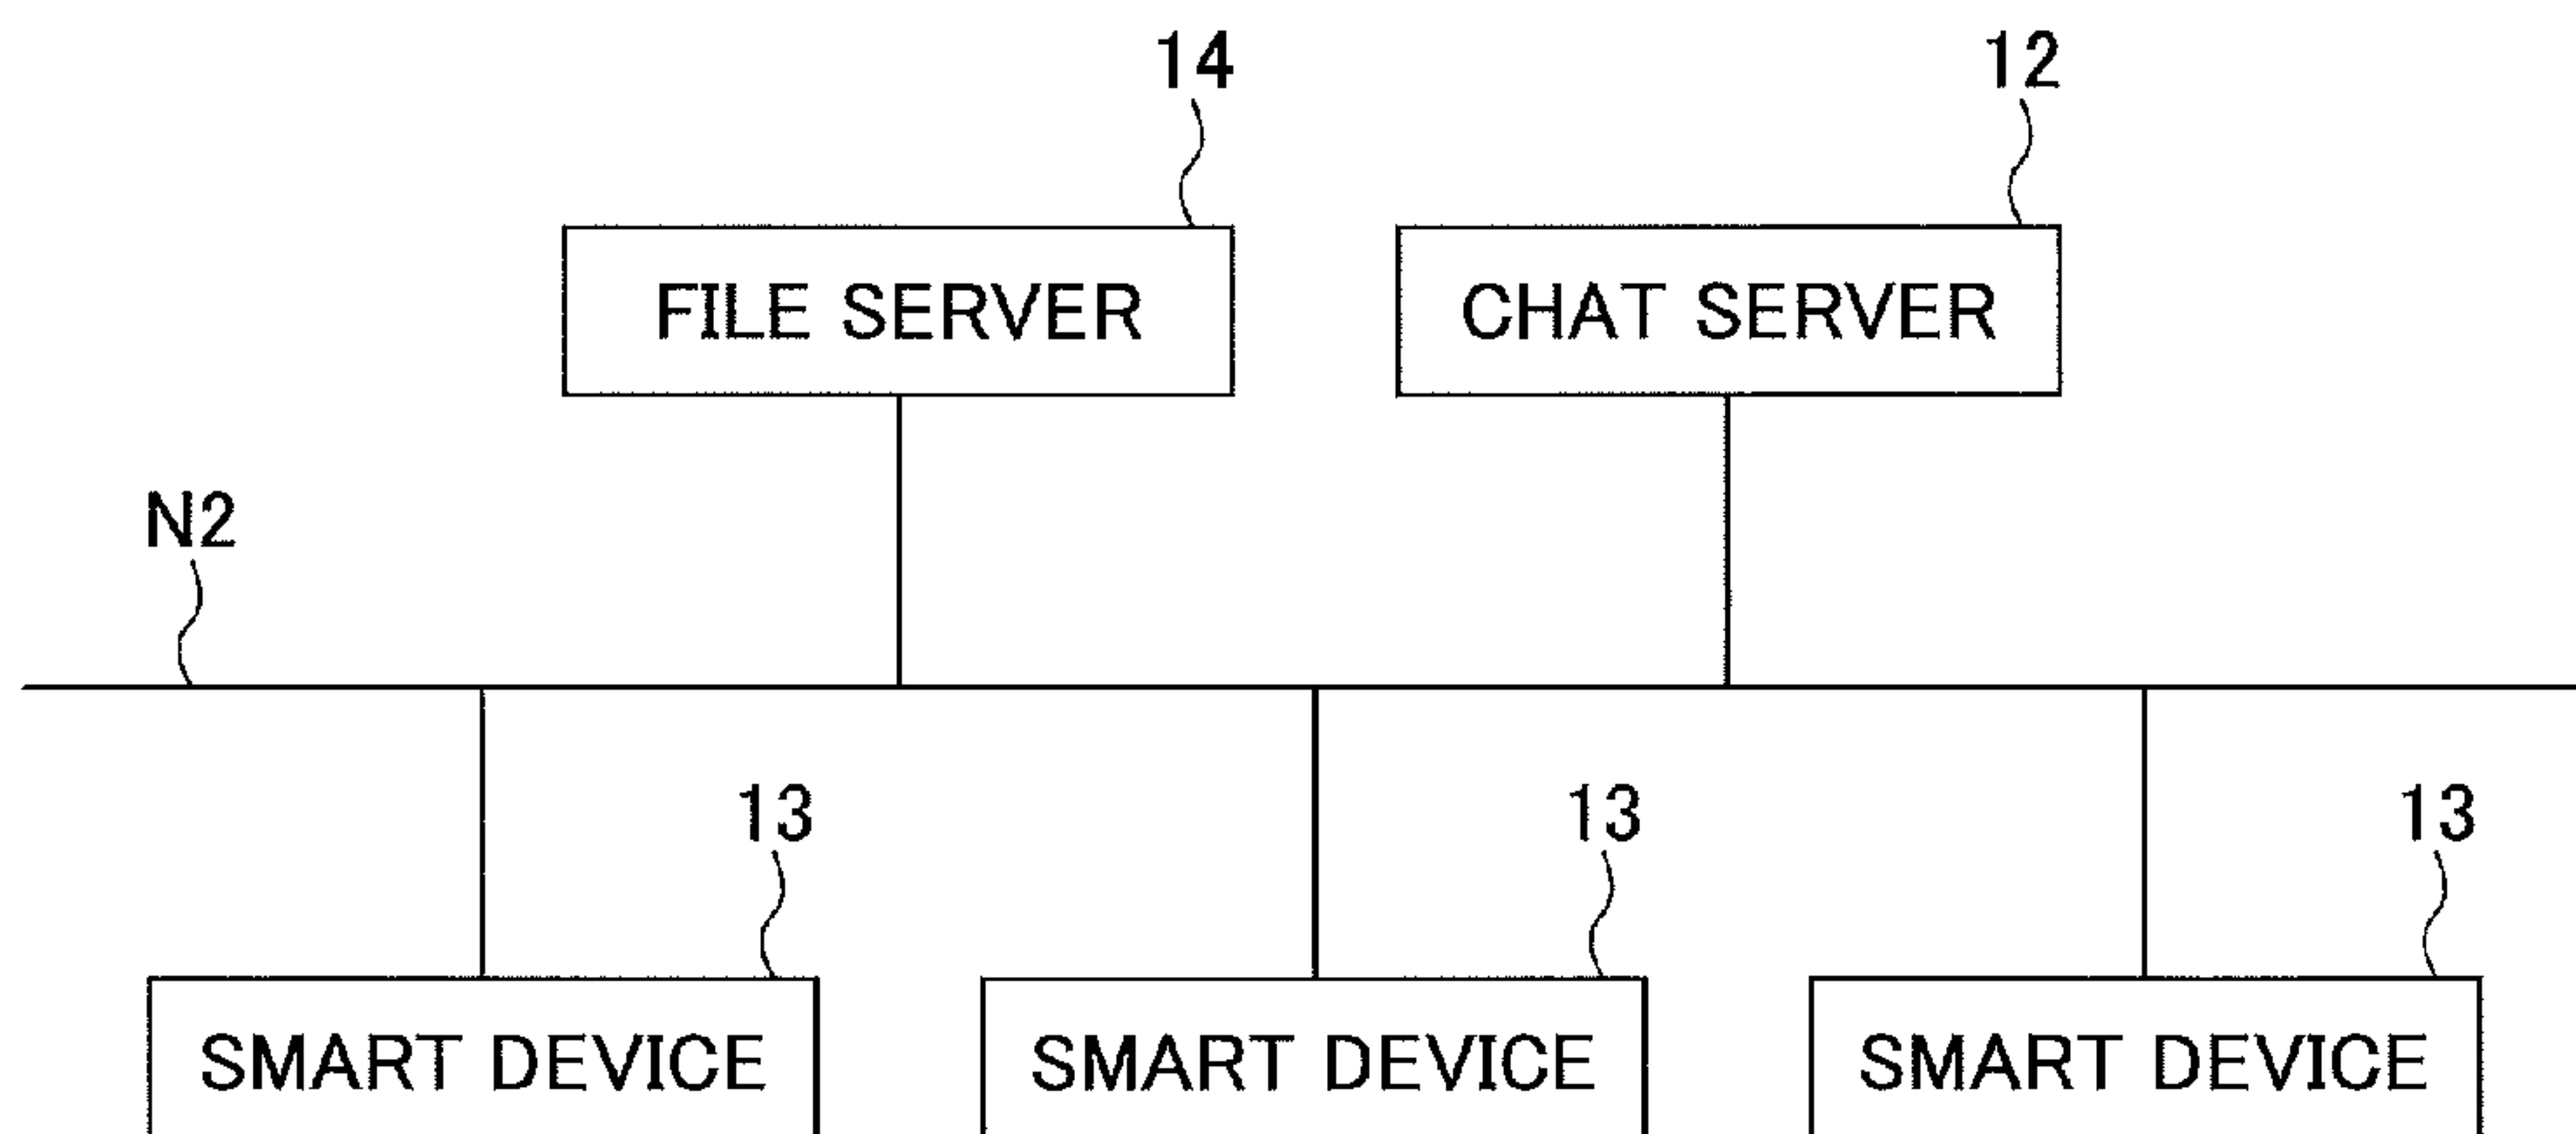 14 12
FILE SERVER CHAT SERVER
N2
13 13 13
SMART DEVICE SMART DEVICE SMART DEVICE